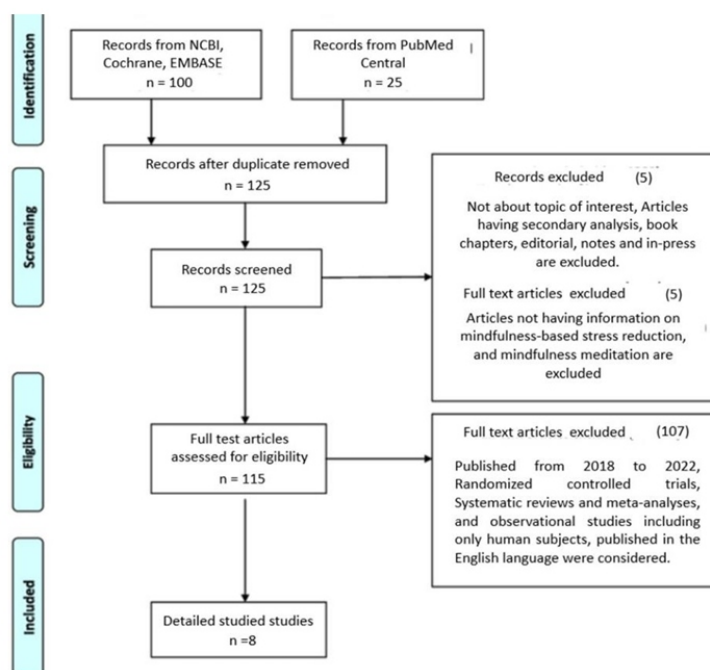 Identification
Records from NCBI,
Cochrane, EMBASE
n = 100
Records from PubMed
Central
n = 25
Records after duplicate removed
n = 125
Screening
Records screened
n = 125
Records excluded (5)
Not about topic of interest, Articles
having secondary analysis, book
chapters, editorial, notes and in-press
are excluded.
Full text articles excluded (5)
Articles not having information on
mindfulness-based stress reduction,
and mindfulness meditation are
excluded
Eligibility
Full test articles
assessed for eligibility
n = 115
Full text articles excluded (107)
Published from 2018 to 2022,
Randomized controlled trials,
Systematic reviews and meta-analyses,
and observational studies including
only human subjects, published in the
English language were considered.
Included
Detailed studied studies
n =8